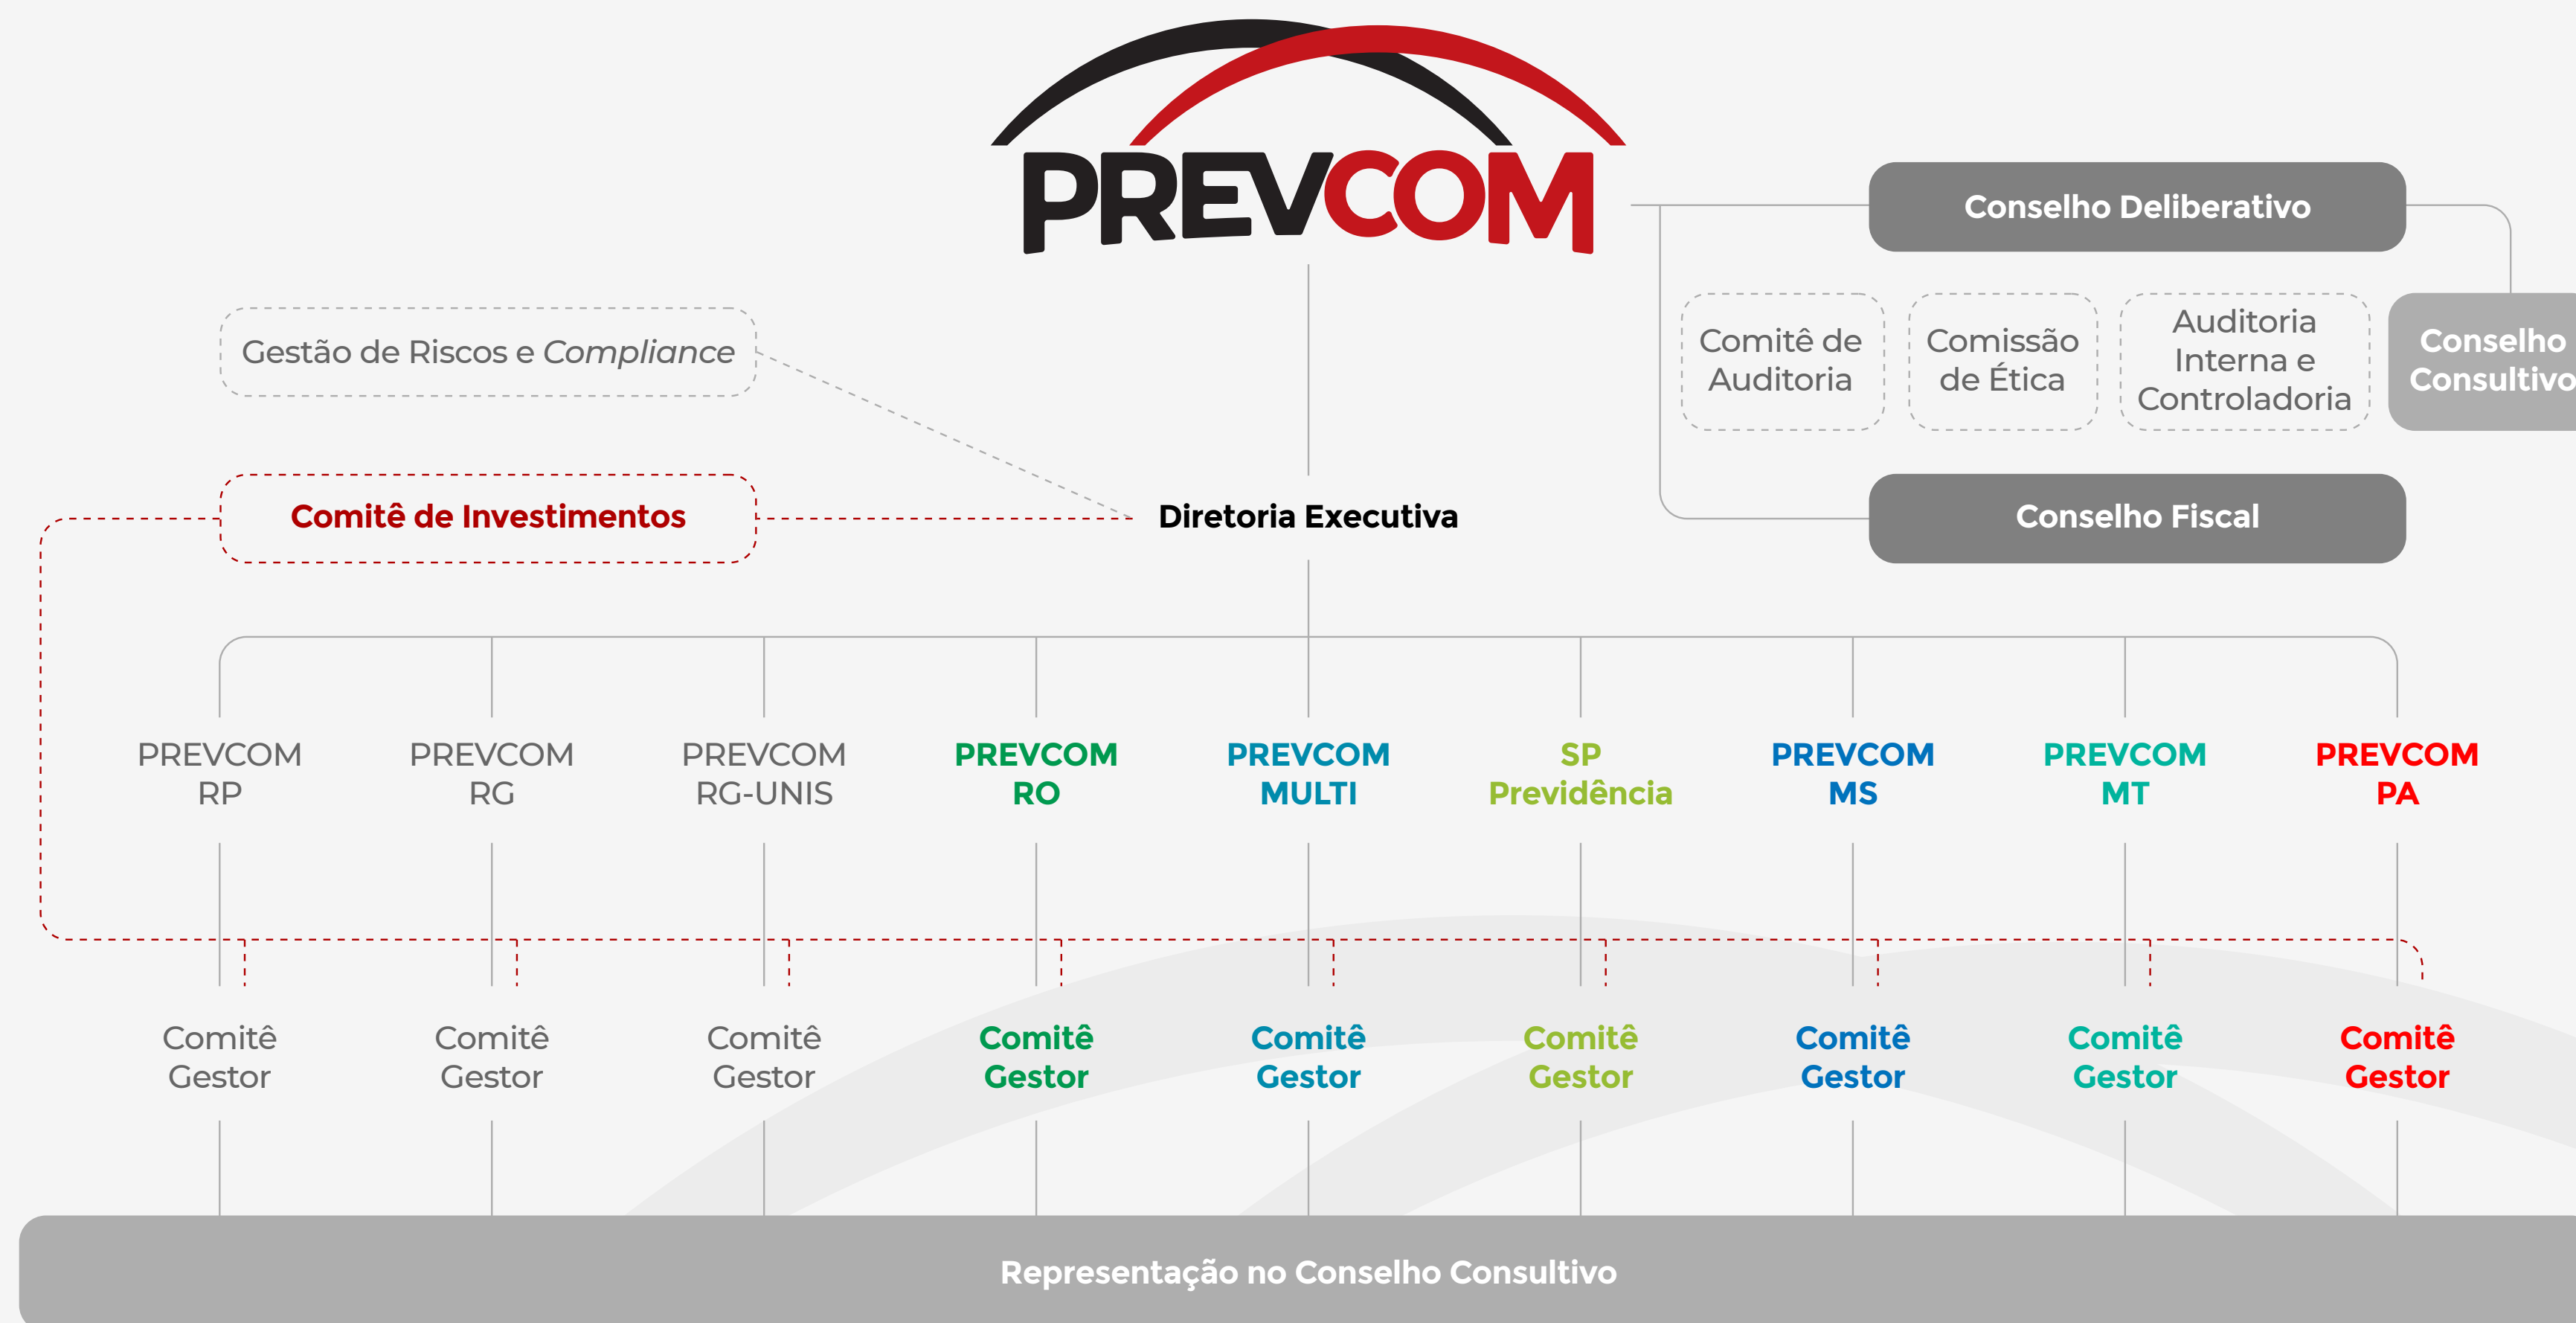 PREVCOM
Conselho Deliberativo
Gestão de Riscos e Compliance
Comitê de
Auditoria
Comissão
de Ética
Auditoria
Interna e
Controladoria
Conselho
Consultivo
Comitê de Investimentos
Diretoria Executiva
Conselho Fiscal
PREVCOM
RP
PREVCOM
RG
PREVCOM
RG-UNIS
PREVCOM
RO
PREVCOM
MULTI
SP
Previdência
PREVCOM
MS
PREVCOM
MT
PREVCOM
PA
Comitê
Gestor
Comitê
Gestor
Comitê
Gestor
Comitê
Gestor
Comitê
Gestor
Comitê
Gestor
Comitê
Gestor
Comitê
Gestor
Comitê
Gestor
Representação no Conselho Consultivo